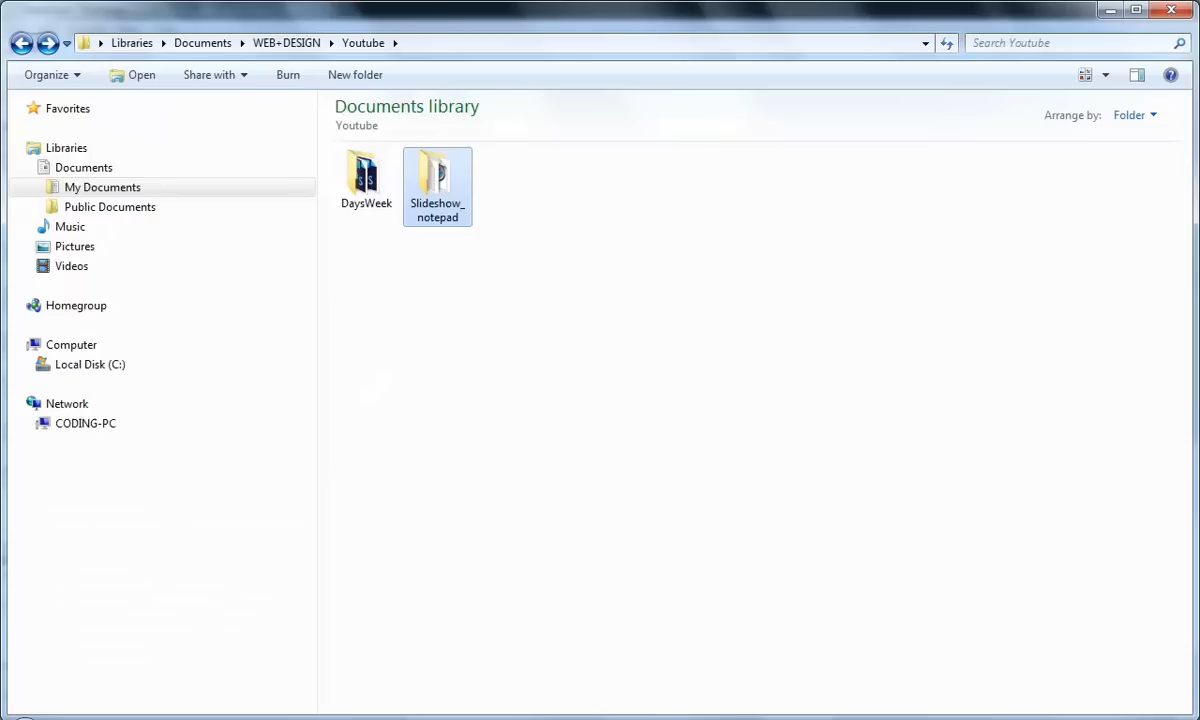 Libraries Documents WEB+DESIGN Youtube
Search Youtube
Organize Open Share with Burn New folder
Favorites
Libraries
Documents
My Documents
Public Documents
Music
Pictures
Videos
Homegroup
Computer
Local Disk (C:)
Network
CODING-PC
Documents library
Youtube
Arrange by: Folder
DaysWeek
Slideshow_
notepad